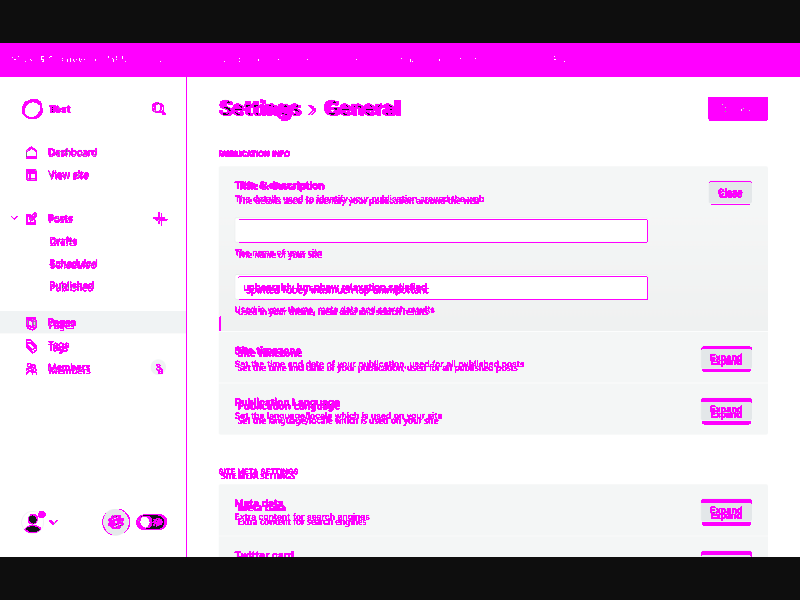 Settings › General
Test
Dashboard
View site
Posts
Drafts
Scheduled
Published
Pages
Tags
Members
PUBLICATION INFO
Title & description
The details used to identify your publication around the web
Close
The name of your site
Used in your theme, meta data and search results
Site timezone
Set the time and date of your publication, used for all published posts
Expand
Publication Language
Set the language/locale which is used on your site
Expand
SITE META SETTINGS
Meta data
Extra content for search engines
Expand
Twitter card